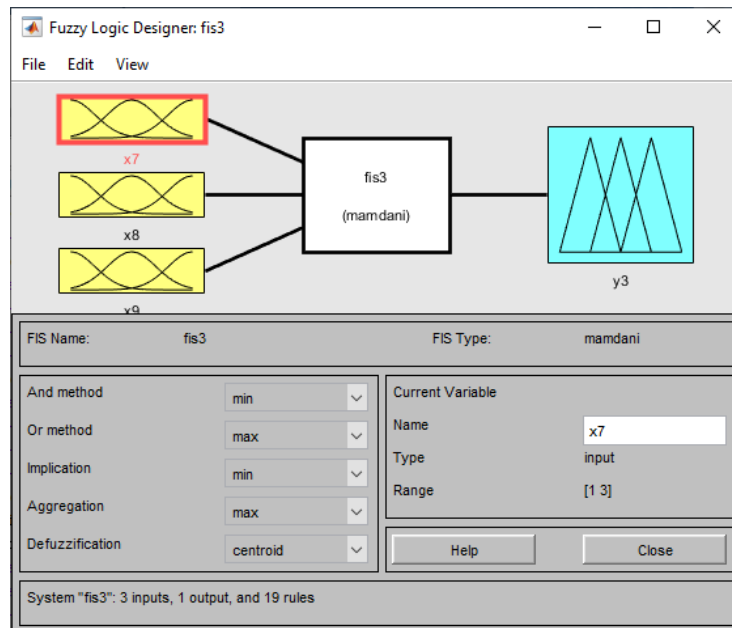 Fuzzy Logic Designer: fis3
File Edit View
x7
x8
x9
fis3
(mamdani)
y3
FIS Name: fis3 FIS Type: mamdani
And method min
Or method max
Implication min
Aggregation max
Defuzzification centroid
Current Variable
Name x7
Type input
Range [1 3]
Help Close
System "fis3": 3 inputs, 1 output, and 19 rules